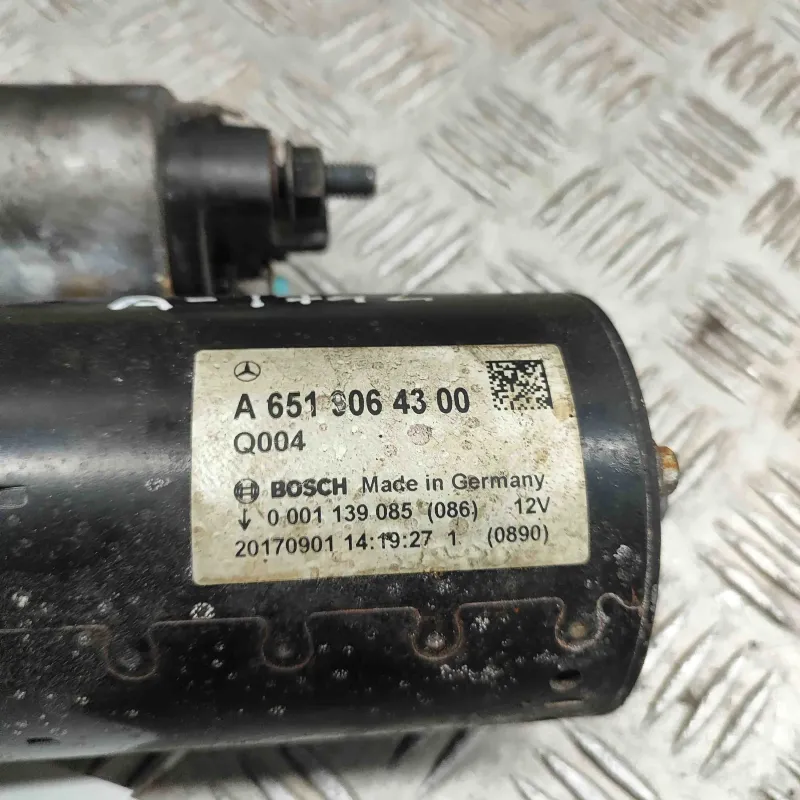 A 651 906 43 00
Q004
BOSCH Made in Germany
↓ 0 001 139 085 (086) 12V
20170901 14:19:27 1 (0890)